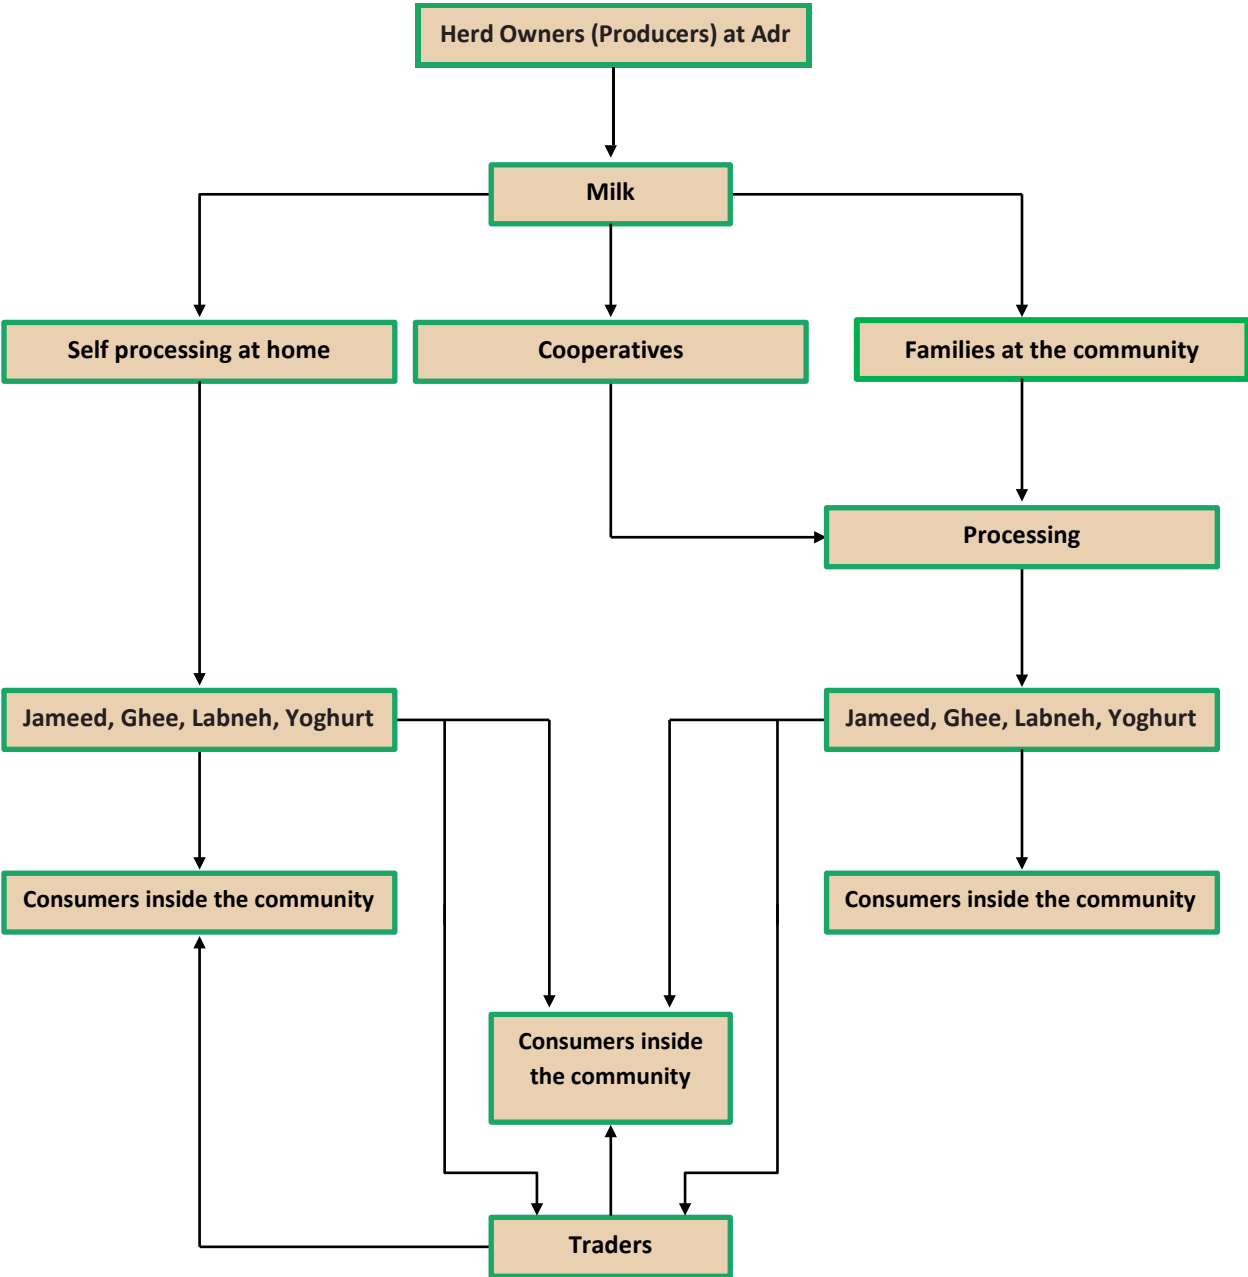 Herd Owners (Producers) at Adr
Milk
Self processing at home
Cooperatives
Families at the community
Processing
Jameed, Ghee, Labneh, Yoghurt
Jameed, Ghee, Labneh, Yoghurt
Consumers inside the community
Consumers inside the community
Consumers inside
the community
Traders